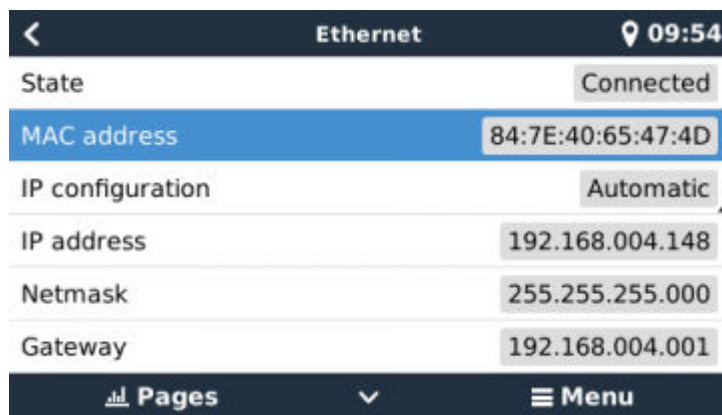 Ethernet 09:54
State Connected
MAC address 84:7E:40:65:47:4D
IP configuration Automatic
IP address 192.168.004.148
Netmask 255.255.255.000
Gateway 192.168.004.001
Pages Menu